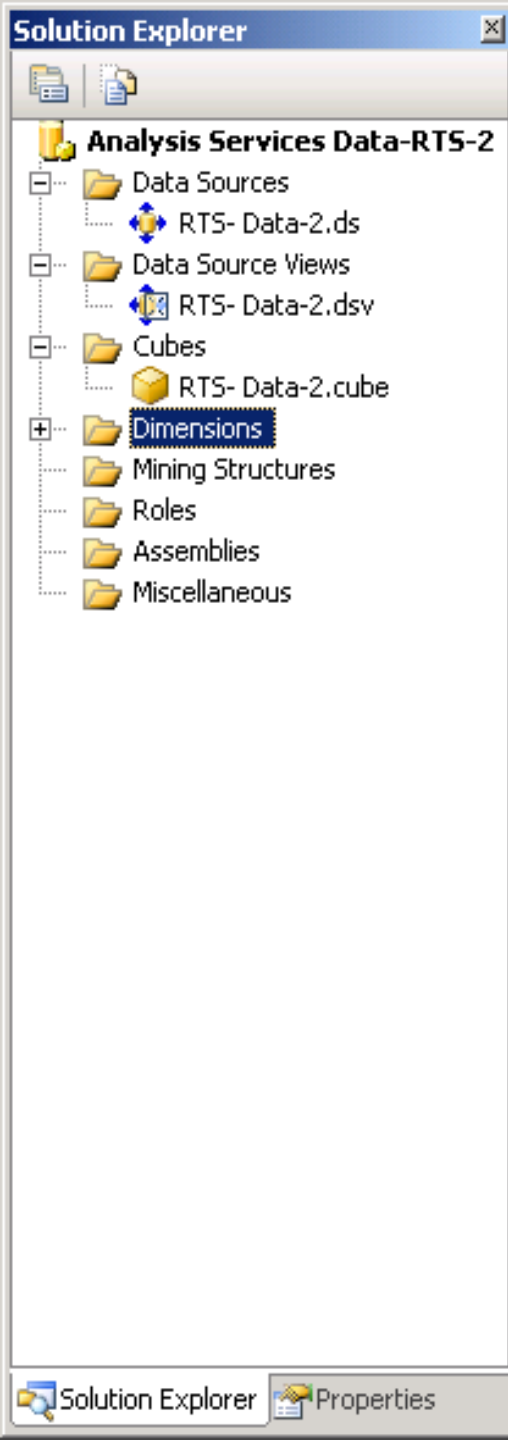 Solution Explorer
Analysis Services Data-RTS-2
Data Sources
RTS- Data-2.ds
Data Source Views
RTS- Data-2.dsv
Cubes
RTS- Data-2.cube
Dimensions
Mining Structures
Roles
Assemblies
Miscellaneous
Solution Explorer Properties